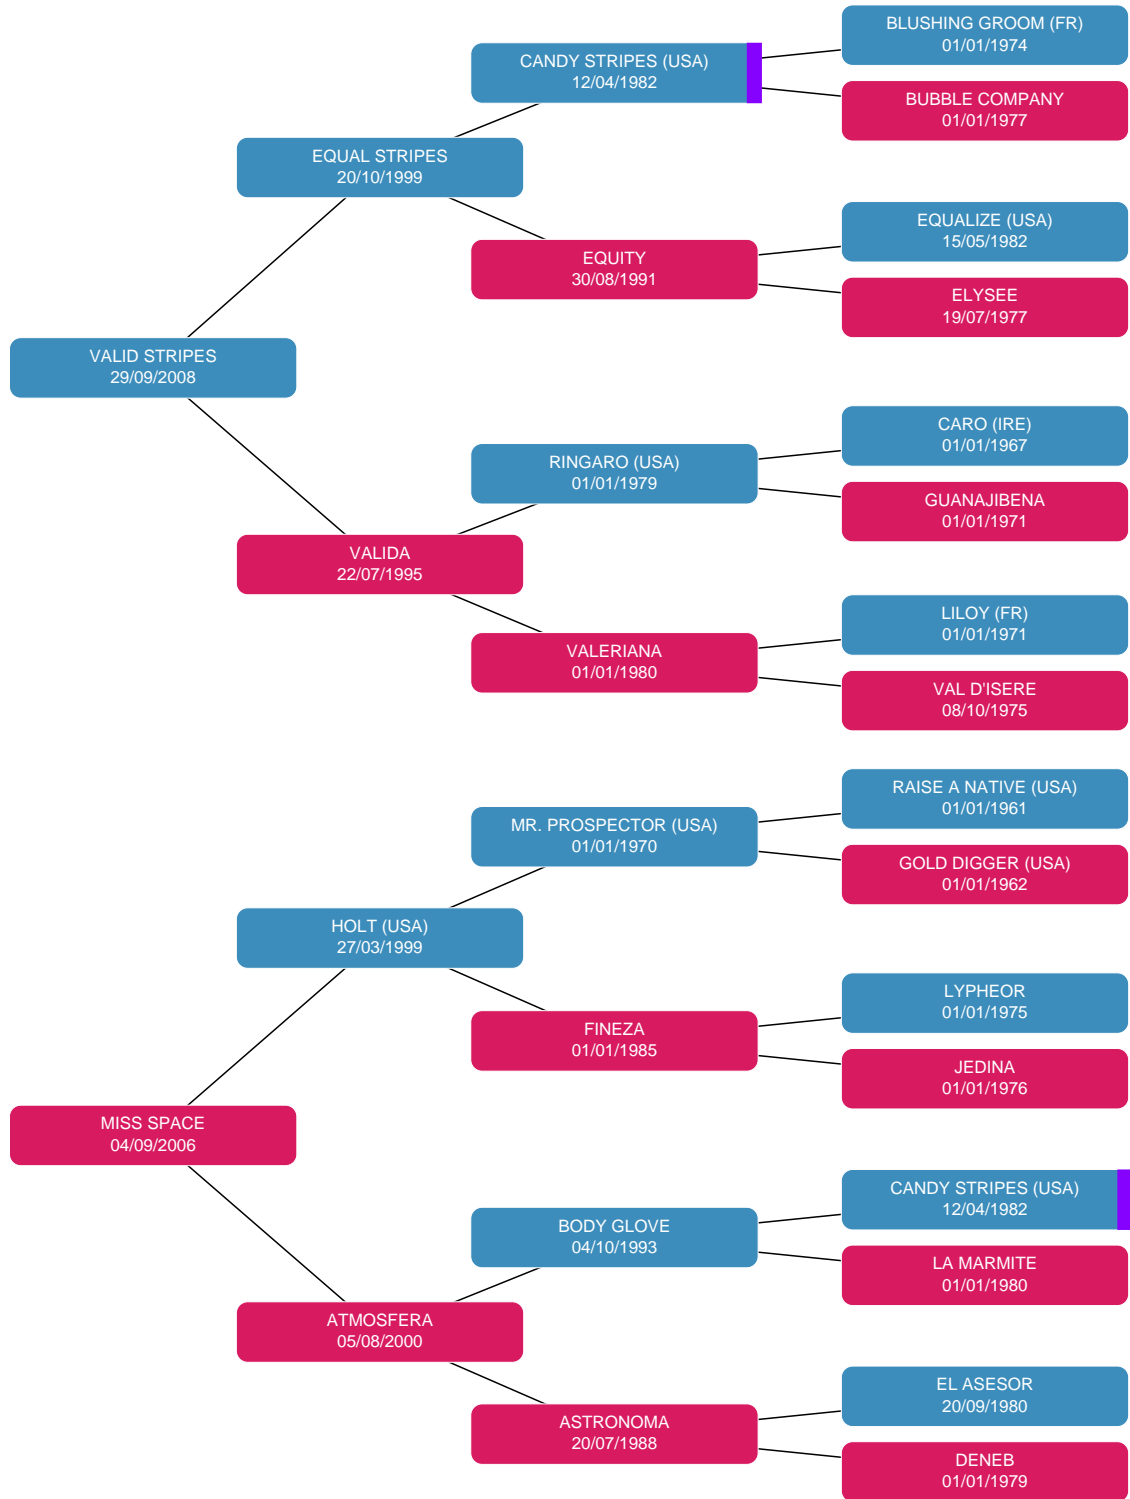 BLUSHING GROOM (FR)
01/01/1974
CANDY STRIPES (USA)
12/04/1982
BUBBLE COMPANY
01/01/1977
EQUAL STRIPES
20/10/1999
EQUALIZE (USA)
15/05/1982
EQUITY
30/08/1991
ELYSEE
19/07/1977
VALID STRIPES
29/09/2008
CARO (IRE)
01/01/1967
RINGARO (USA)
01/01/1979
GUANAJIBENA
01/01/1971
VALIDA
22/07/1995
LILOY (FR)
01/01/1971
VALERIANA
01/01/1980
VAL D'ISERE
08/10/1975
RAISE A NATIVE (USA)
01/01/1961
MR. PROSPECTOR (USA)
01/01/1970
GOLD DIGGER (USA)
01/01/1962
HOLT (USA)
27/03/1999
LYPHEOR
01/01/1975
FINEZA
01/01/1985
JEDINA
01/01/1976
MISS SPACE
04/09/2006
CANDY STRIPES (USA)
12/04/1982
BODY GLOVE
04/10/1993
LA MARMITE
01/01/1980
ATMOSFERA
05/08/2000
EL ASESOR
20/09/1980
ASTRONOMA
20/07/1988
DENEB
01/01/1979